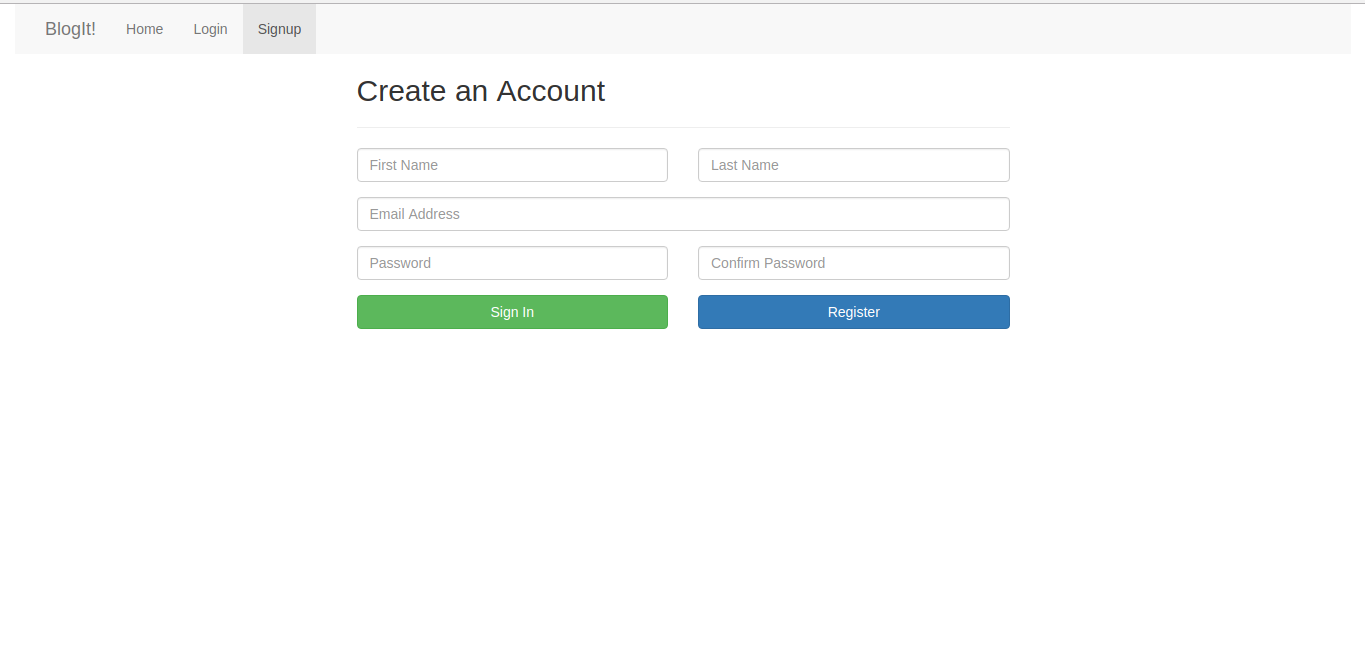 BlogIt! Home Login Signup
Create an Account
First Name Last Name
Email Address
Password Confirm Password
Sign In Register